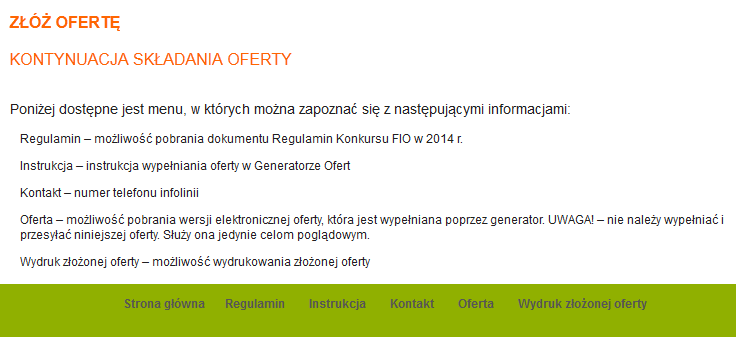 ZŁÓŻ OFERTĘ
KONTYNUACJA SKŁADANIA OFERTY
Poniżej dostępne jest menu, w których można zapoznać się z następującymi informacjami:
Regulamin – możliwość pobrania dokumentu Regulamin Konkursu FIO w 2014 r.
Instrukcja – instrukcja wypełniania oferty w Generatorze Ofert
Kontakt – numer telefonu infolinii
Oferta – możliwość pobrania wersji elektronicznej oferty, która jest wypełniana poprzez generator. UWAGA! – nie należy wypełniać i
przesyłać niniejszej oferty. Służy ona jedynie celom poglądowym.
Wydruk złożonej oferty – możliwość wydrukowania złożonej oferty
Strona główna Regulamin Instrukcja Kontakt Oferta Wydruk złożonej oferty